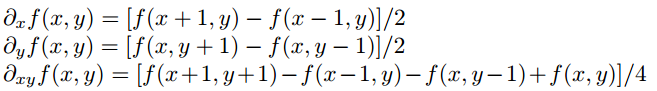 ∂ₓf(x, y) = [f(x + 1, y) − f(x − 1, y)]/2
∂ᵧf(x, y) = [f(x, y + 1) − f(x, y − 1)]/2
∂ₓᵧf(x, y) = [f(x+1, y+1)−f(x−1, y)−f(x, y−1)+f(x, y)]/4